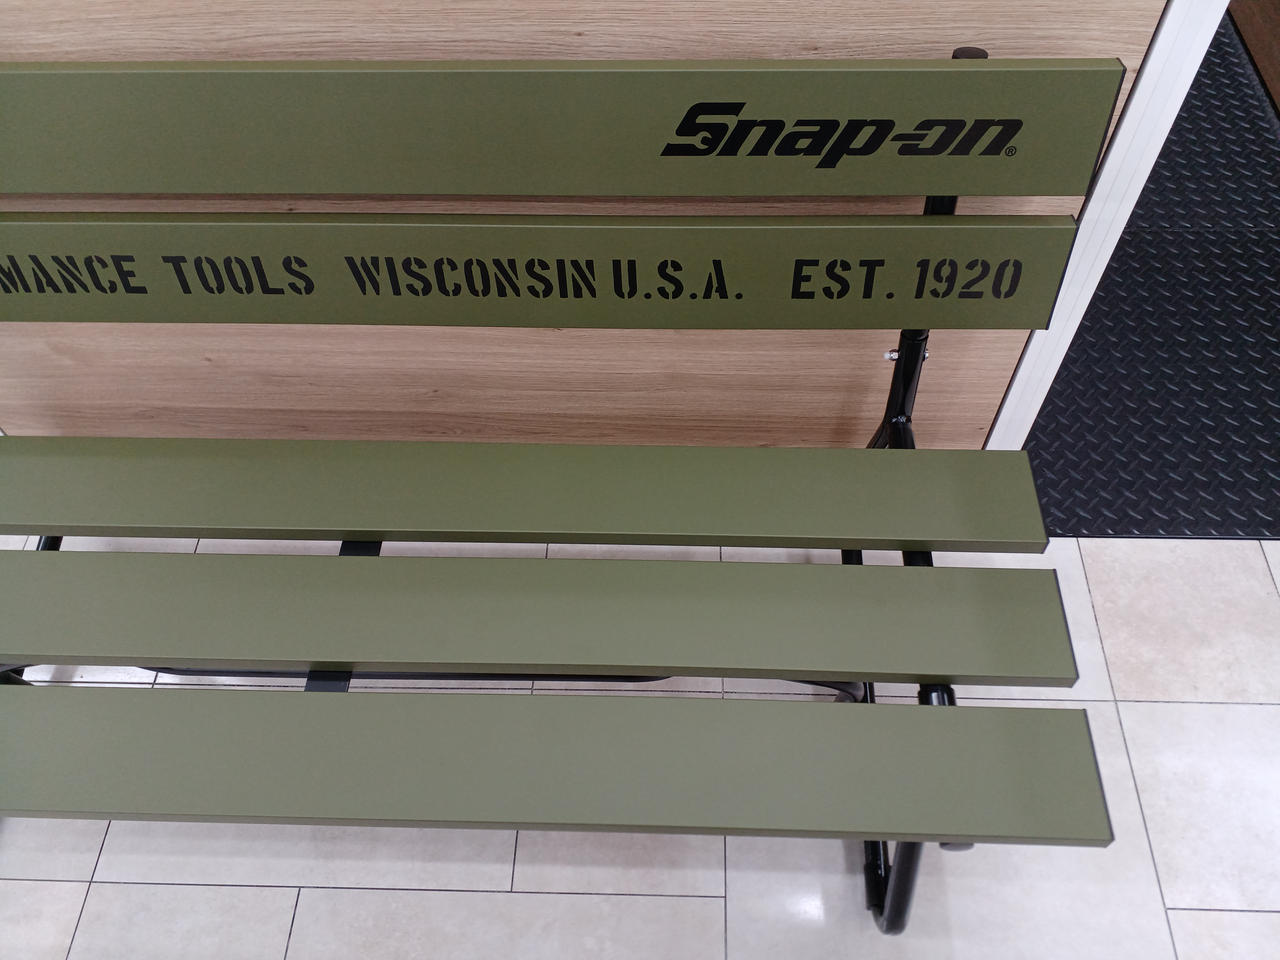 Snap-on®
MANCE TOOLS WISCONSIN U.S.A. EST. 1920